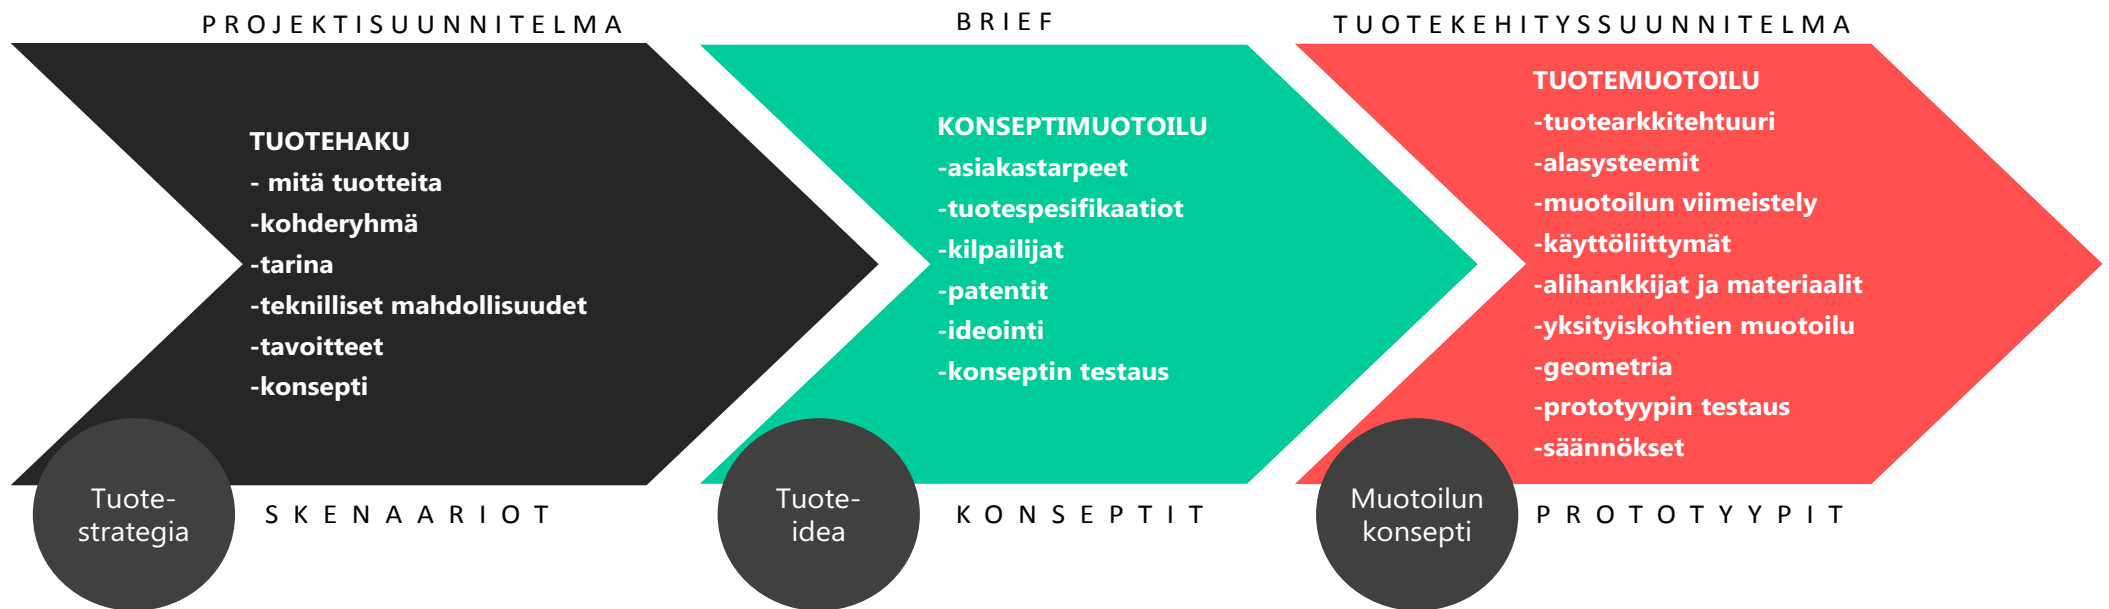 PROJEKTISUUNNITELMA
TUOTEHAKU
- mitä tuotteita
-kohderyhmä
-tarina
-teknilliset mahdollisuudet
-tavoitteet
-konsepti
Tuote-
strategia
SKENAARIOT
BRIEF
KONSEPTIMUOTOILU
-asiakastarpeet
-tuotespesifikaatiot
-kilpailijat
-patentit
-ideointi
-konseptin testaus
Tuote-
idea
KONSEPTIT
TUOTEKEHITYSSUUNNITELMA
TUOTEMUOTOILU
-tuotearkkitehtuuri
-alasysteemit
-muotoilun viimeistely
-käyttöliittymät
-alihankkijat ja materiaalit
-yksityiskohtien muotoilu
-geometria
-prototyypin testaus
-säännökset
Muotoilun
konsepti
PROTOTYYPIT